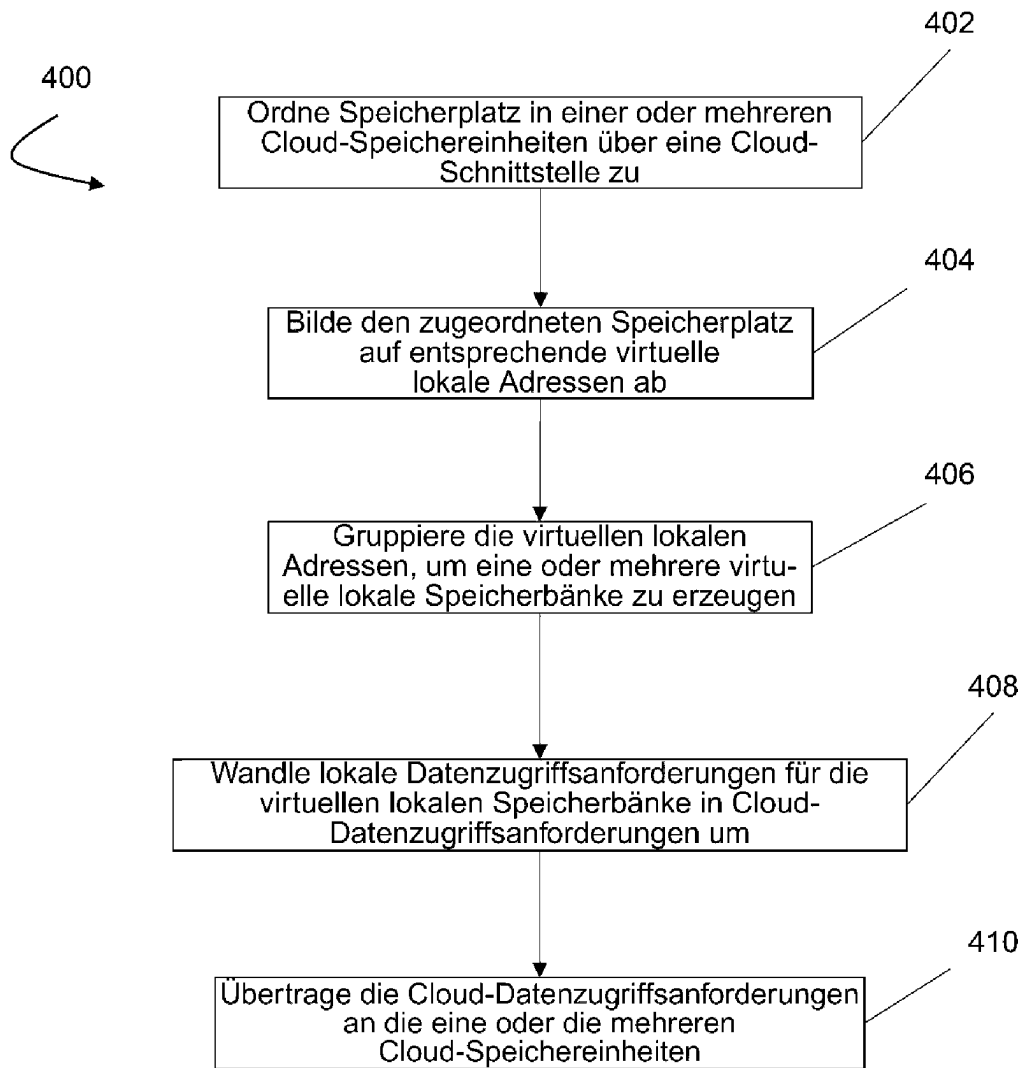 402
400
Ordne Speicherplatz in einer oder mehreren
Cloud-Speichereinheiten über eine Cloud-
Schnittstelle zu
404
Bilde den zugeordneten Speicherplatz
auf entsprechende virtuelle
lokale Adressen ab
406
Gruppiere die virtuellen lokalen
Adressen, um eine oder mehrere virtu-
elle lokale Speicherbänke zu erzeugen
408
Wandle lokale Datenzugriffsanforderungen für die
virtuellen lokalen Speicherbänke in Cloud-
Datenzugriffsanforderungen um
410
Übertrage die Cloud-Datenzugriffsanforderungen
an die eine oder die mehreren
Cloud-Speichereinheiten